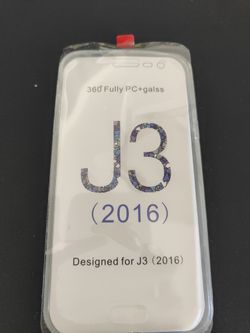 360° Fully PC+galss
J3
(2016)
Designed for J3 (2016)